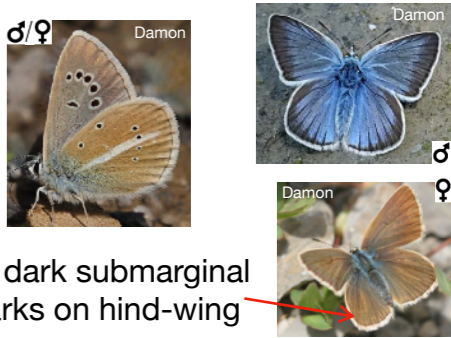 ♂/♀ Damon
Damon
♂
Damon ♀
dark submarginal
on hind-wing